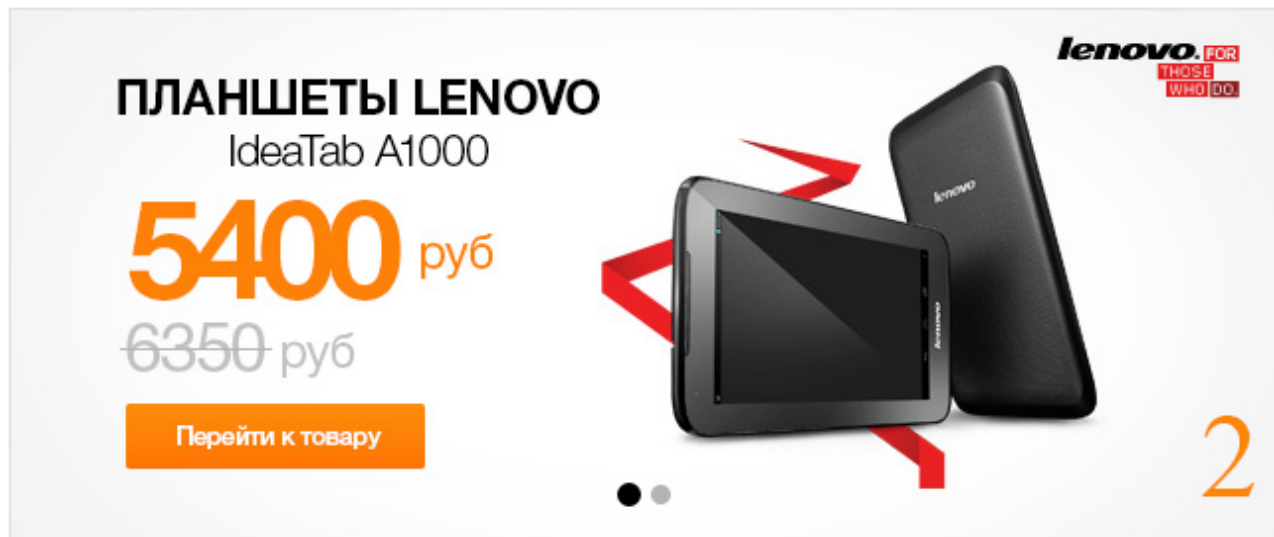 ПЛАНШЕТЫ LENOVO
IdeaTab A1000
5400 руб
6350 руб
Перейти к товару
lenovo. FOR
THOSE
WHO DO.
lenovo
lenovo
2